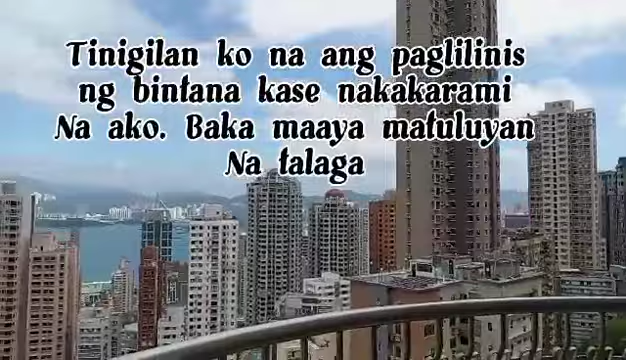 Tinigilan ko na ang paglilinis
ng bintana kase nakakarami
Na ako. Baka maaya matuluyan
Na talaga